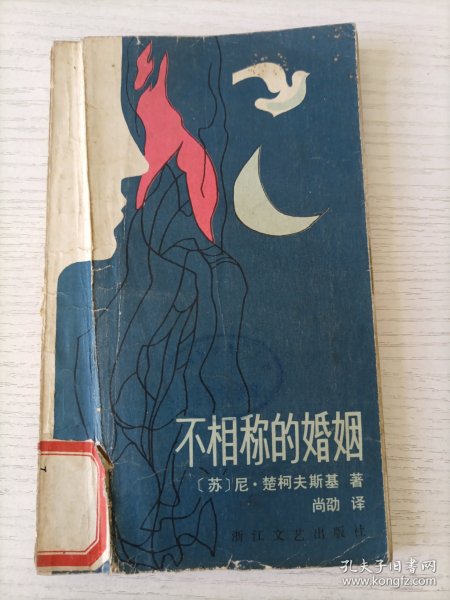 不相称的婚姻
〔苏〕尼·楚柯夫斯基 著
尚劭 译
浙江文艺出版社
孔夫子旧书网
www.kongfz.com